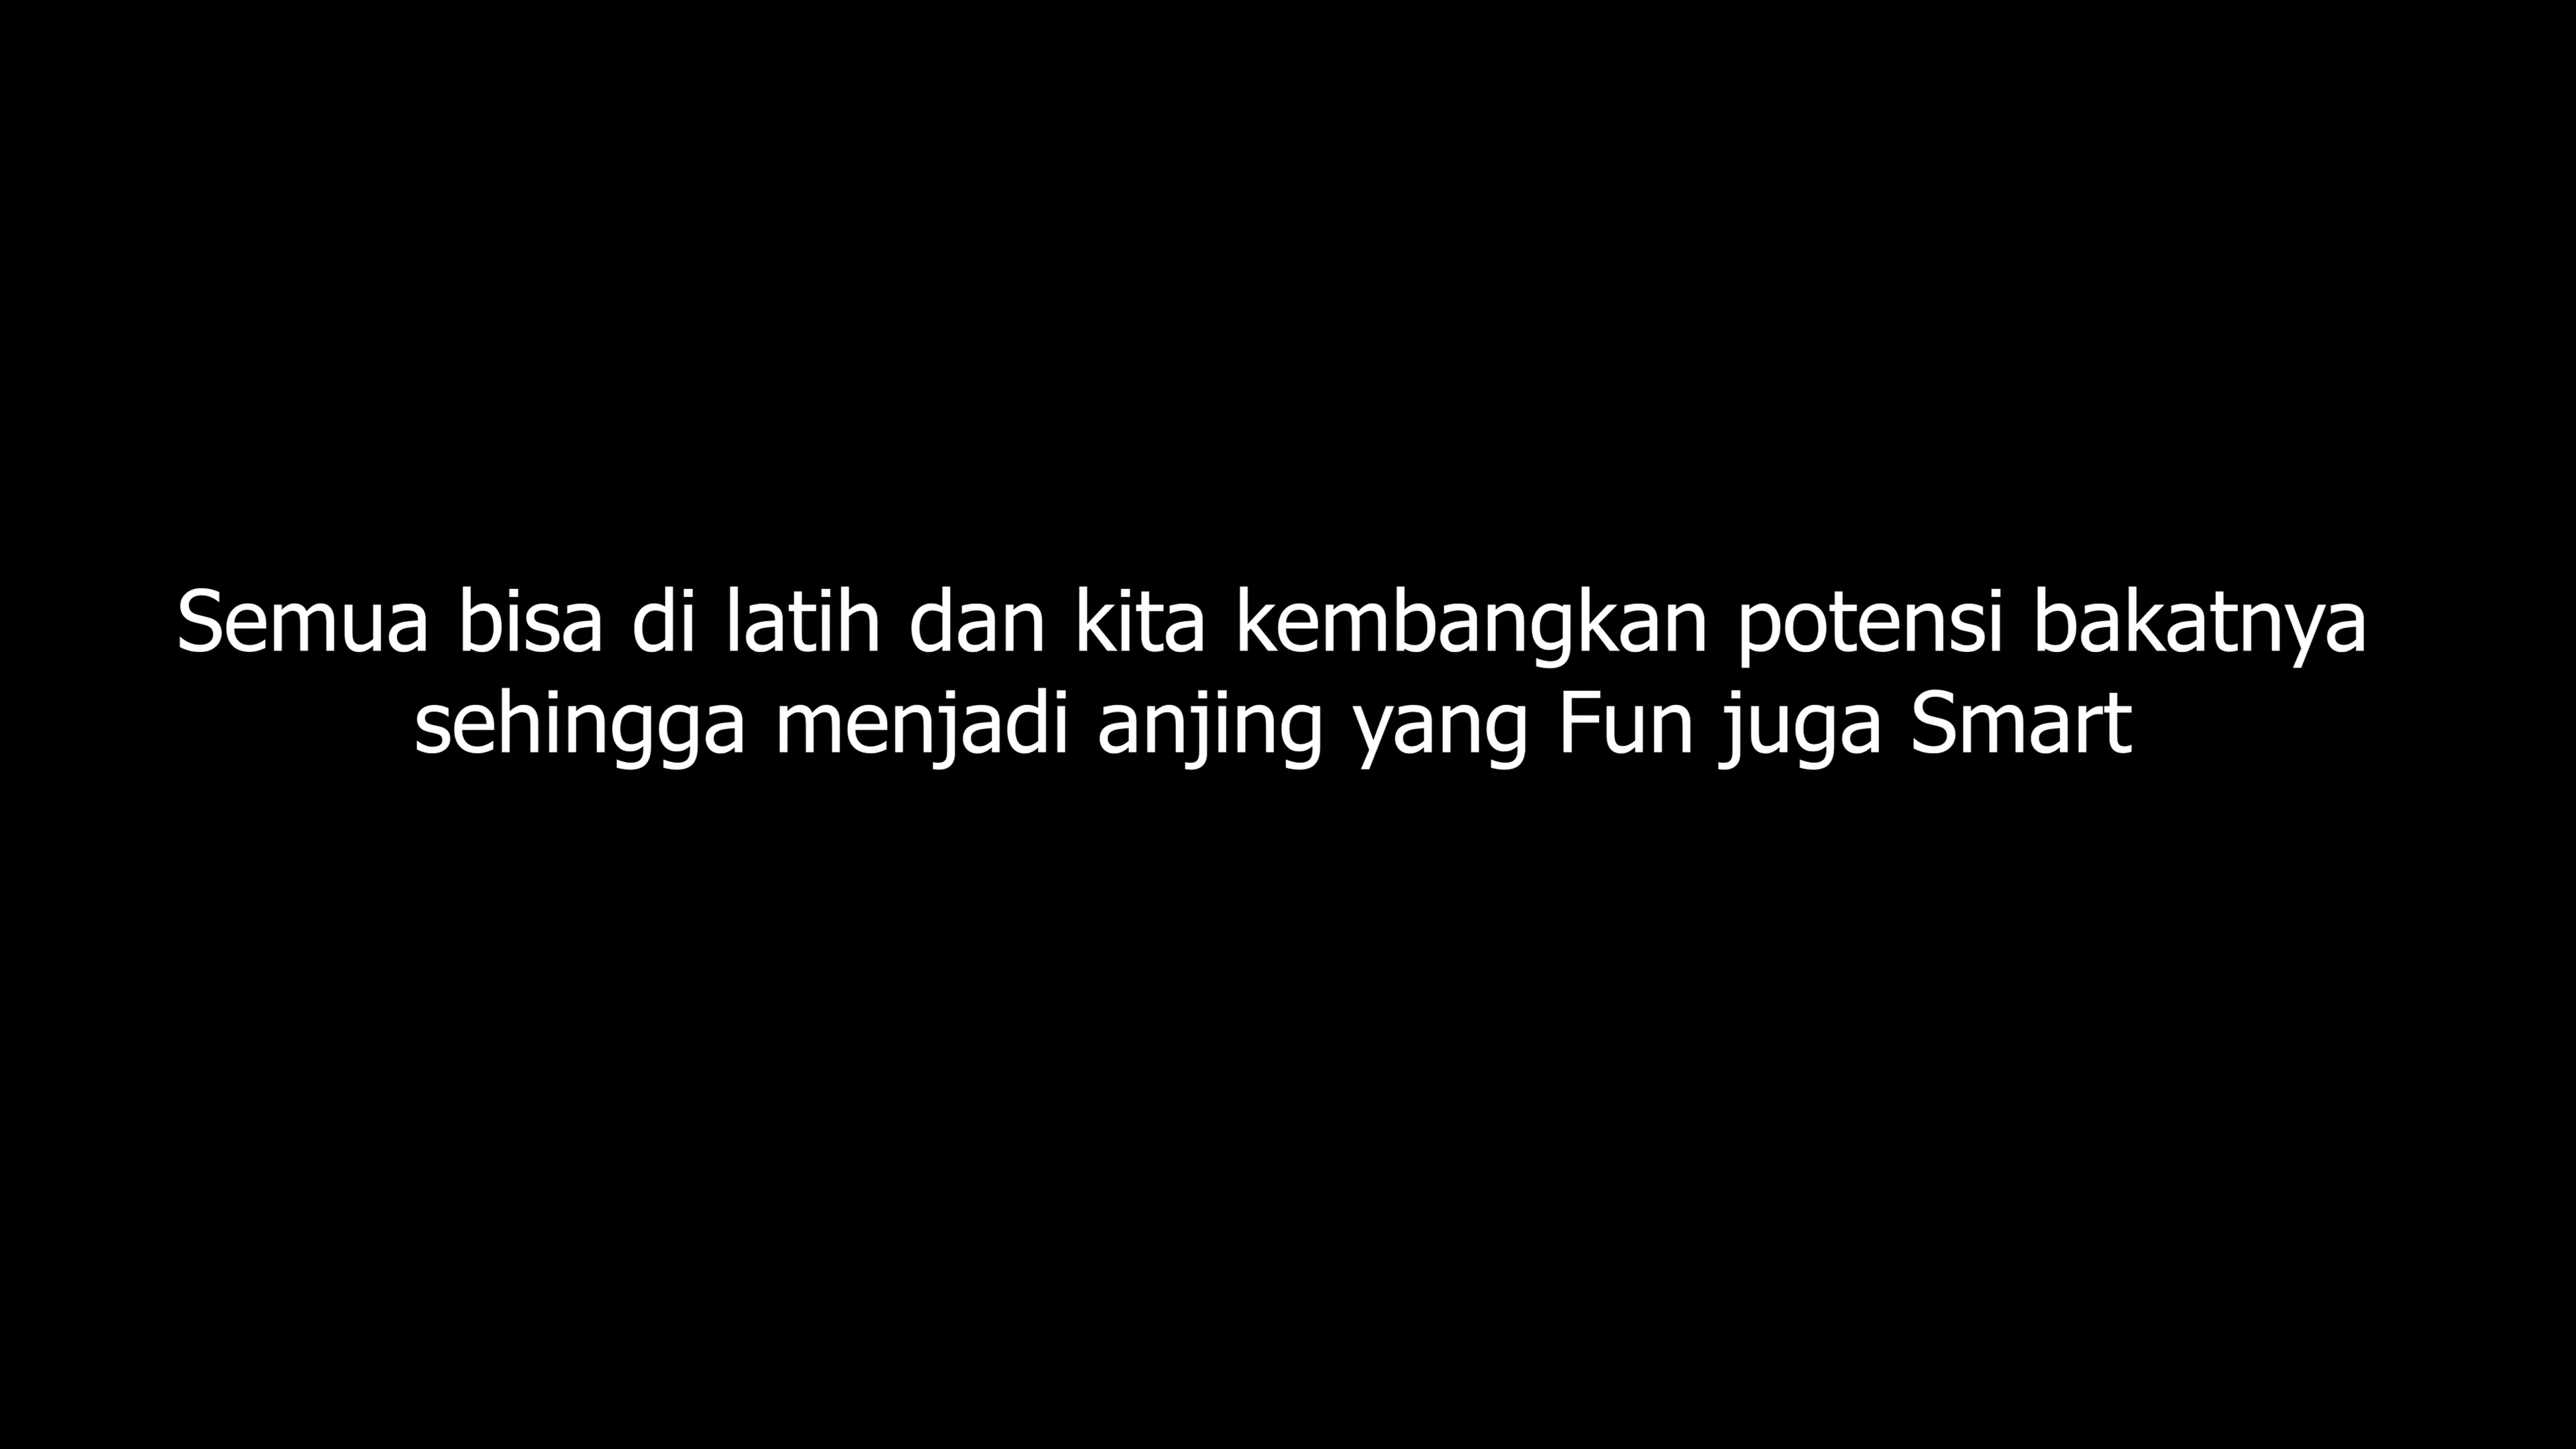 Semua bisa di latih dan kita kembangkan potensi bakatnya
sehingga menjadi anjing yang Fun juga Smart